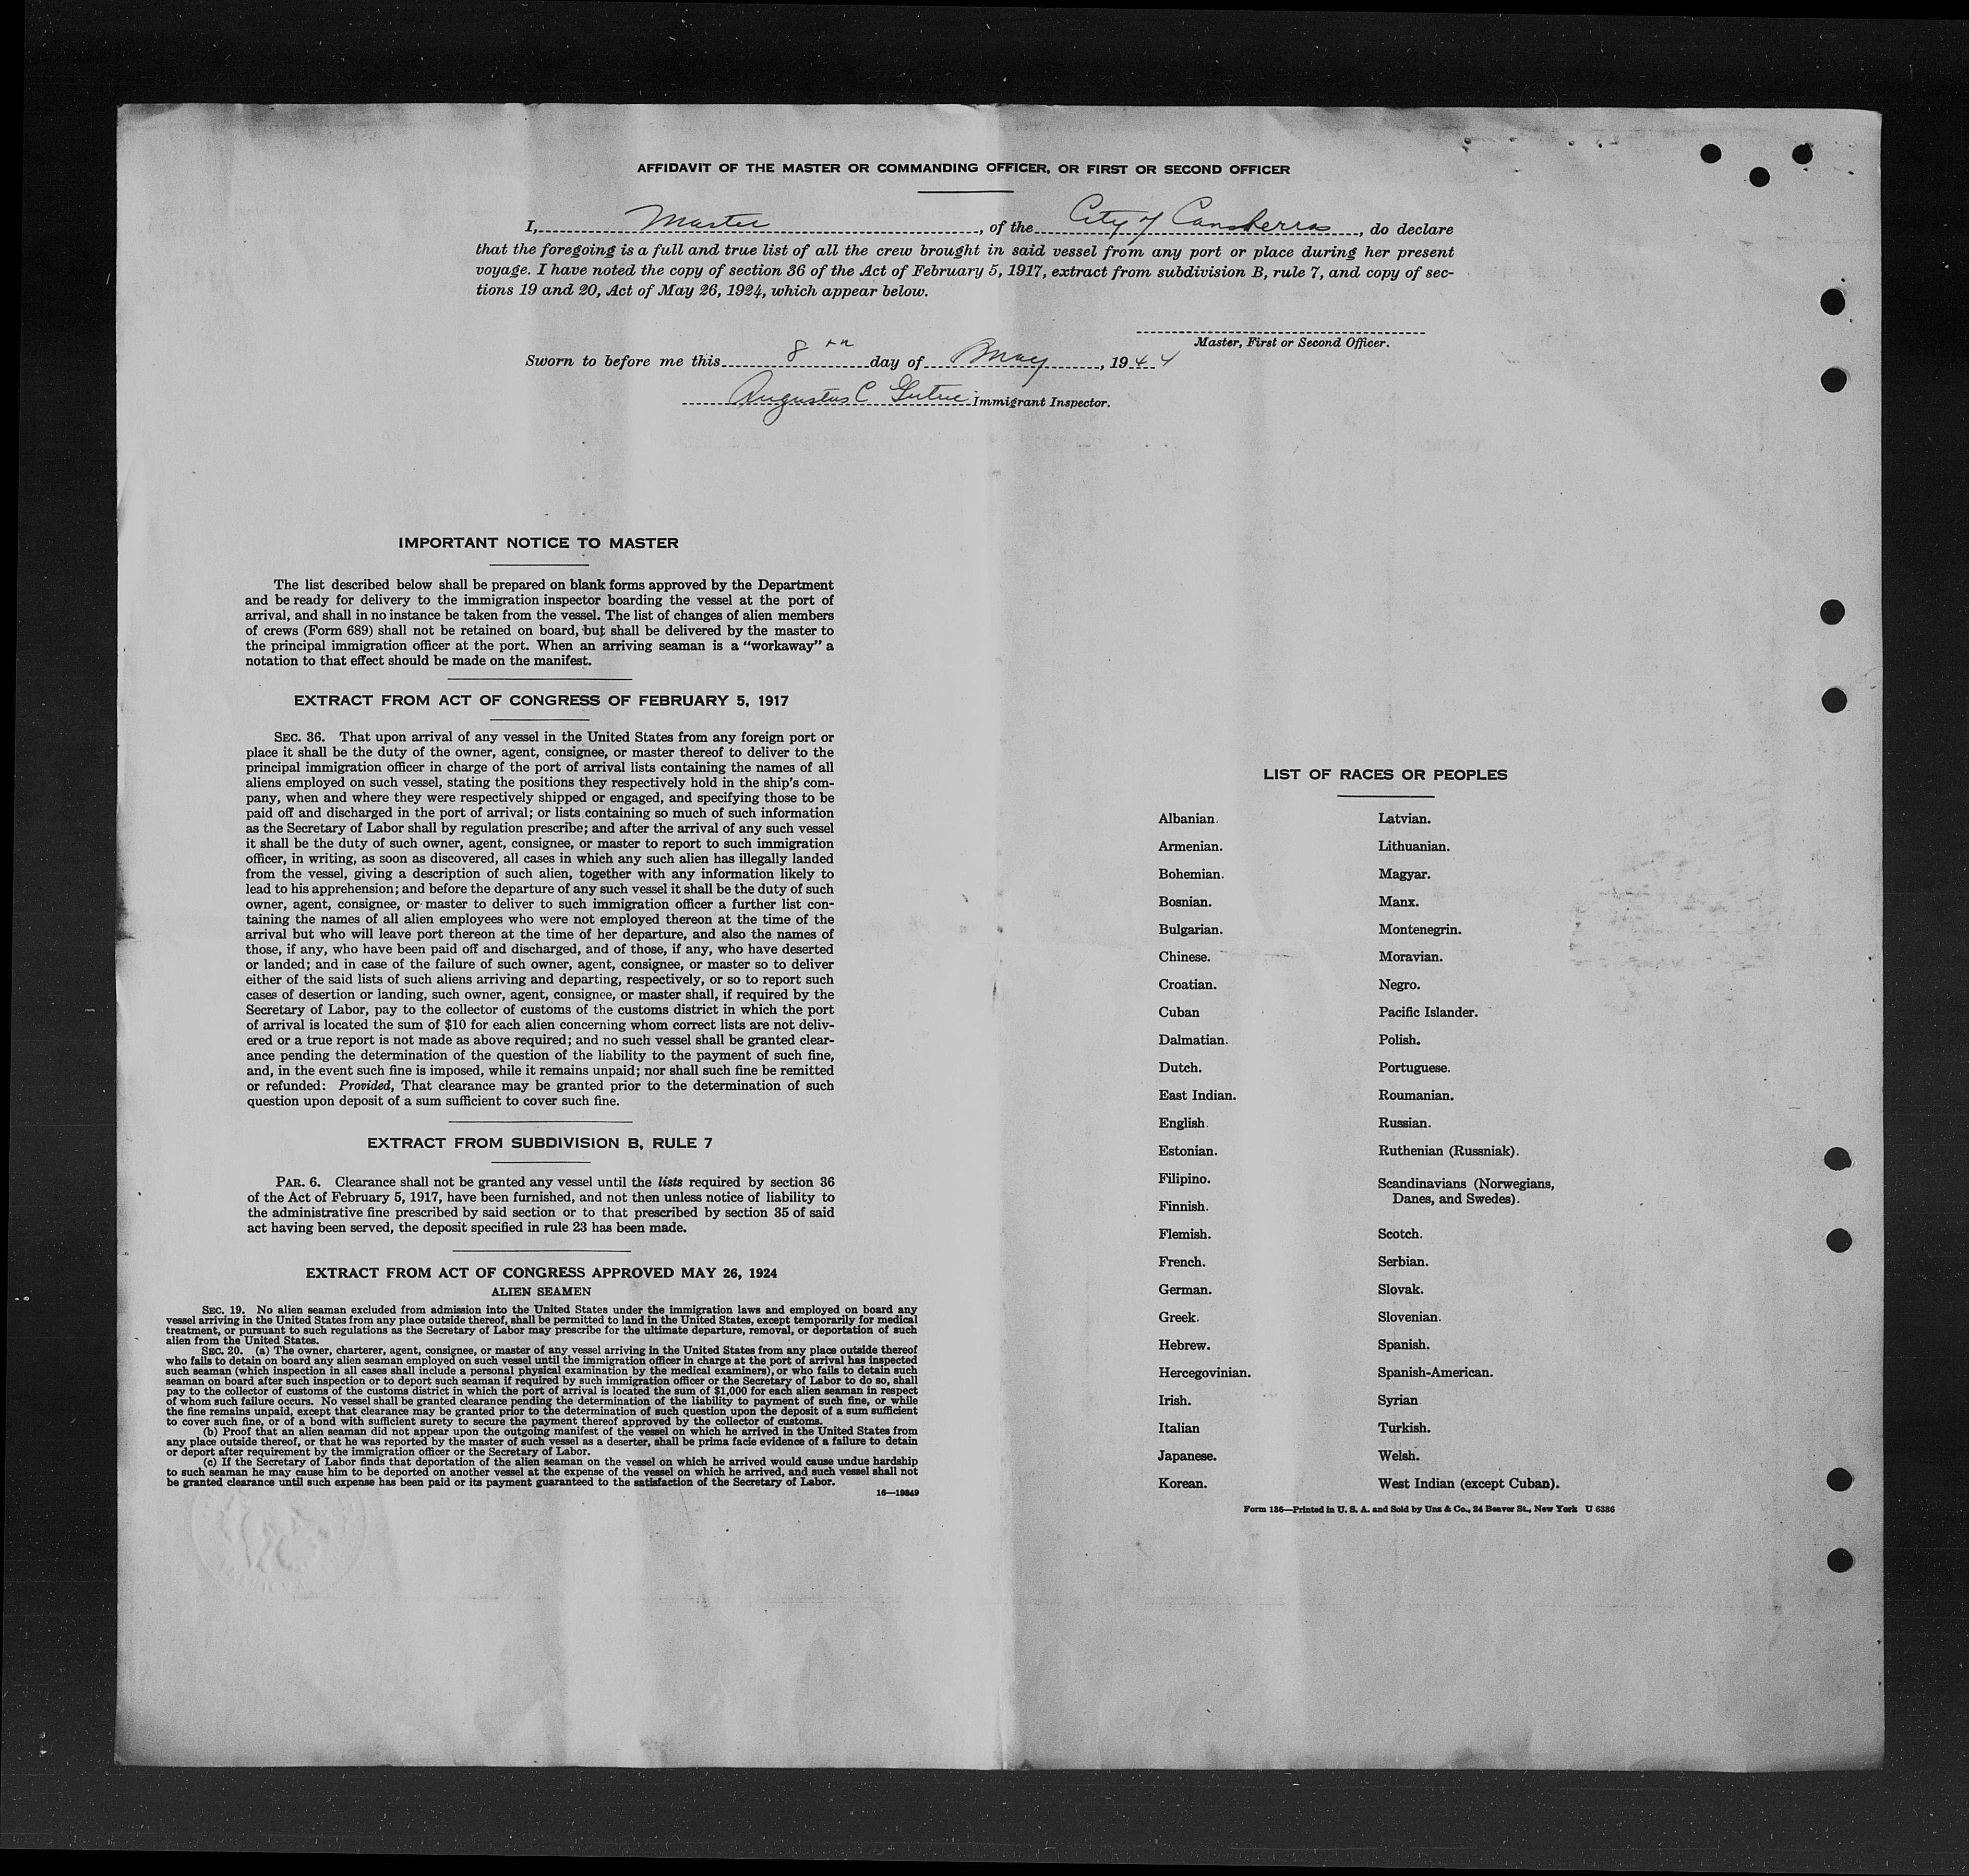 AFFIDAVIT OF THE MASTER OR COMMANDING OFFICER, OR FIRST OR SECOND OFFICER
I, Master, of the City of, do declare
that the foregoing is a full and true list of all the crew brought in said vessel from any port or place during her present
voyage. I have noted the copy of section 36 of the Act of February 5, 1917, extract from subdivision B, rule 7, and copy of sec-
tions 19 and 20, Act of May 26, 1924, which appear below.
Master, First or Second Officer.
Sworn to before me this 8th day of May, 1944
Augustus C Immigrant Inspector.
IMPORTANT NOTICE TO MASTER
The list described below shall be prepared on blank forms approved by the Department
and be ready for delivery to the immigration inspector boarding the vessel at the port of
arrival, and shall in no instance be taken from the vessel. The list of changes of alien members
of crews (Form 689) shall not be retained on board, but shall be delivered by the master to
the principal immigration officer at the port. When an arriving seaman is a "workaway" a
notation to that effect should be made on the manifest.
EXTRACT FROM ACT OF CONGRESS OF FEBRUARY 5, 1917
SEC. 36. That upon arrival of any vessel in the United States from any foreign port or
place it shall be the duty of the owner, agent, consignee, or master thereof to deliver to the
principal immigration officer in charge of the port of arrival lists containing the names of all
aliens employed on such vessel, stating the positions they respectively hold in the ship's com-
pany, when and where they were respectively shipped or engaged, and specifying those to be
paid off and discharged in the port of arrival; or lists containing so much of such information
as the Secretary of Labor shall by regulation prescribe; and after the arrival of any such vessel
it shall be the duty of such owner, agent, consignee, or master to report to such immigration
officer, in writing, as soon as discovered, all cases in which any such alien has illegally landed
from the vessel, giving a description of such alien, together with any information likely to
lead to his apprehension; and before the departure of any such vessel it shall be the duty of such
owner, agent, consignee, or master to deliver to such immigration officer a further list con-
taining the names of all alien employees who were not employed thereon at the time of the
arrival but who will leave port thereon at the time of her departure, and also the names of
those, if any, who have been paid off and discharged, and of those, if any, who have deserted
or landed; and in case of the failure of such owner, agent, consignee, or master so to deliver
either of the said lists of such aliens arriving and departing, respectively, or so to report such
cases of desertion or landing, such owner, agent, consignee, or master shall, if required by the
Secretary of Labor, pay to the collector of customs of the customs district in which the port
of arrival is located the sum of $10 for each alien concerning whom correct lists are not deliv-
ered or a true report is not made as above required; and no such vessel shall be granted clear-
ance pending the determination of the question of the liability to the payment of such fine,
and, in the event such fine is imposed, while it remains unpaid; nor shall such fine be remitted
or refunded: Provided, That clearance may be granted prior to the determination of such
question upon deposit of a sum sufficient to cover such fine.
EXTRACT FROM SUBDIVISION B, RULE 7
PAR. 6. Clearance shall not be granted any vessel until the lists required by section 36
of the Act of February 5, 1917, have been furnished, and not then unless notice of liability to
the administrative fine prescribed by said section or to that prescribed by section 35 of said
act having been served, the deposit specified in rule 23 has been made.
EXTRACT FROM ACT OF CONGRESS APPROVED MAY 26, 1924
ALIEN SEAMEN
SEC. 19. No alien seaman excluded from admission into the United States under the immigration laws and employed on board any
vessel arriving in the United States from any place outside thereof, shall be permitted to land in the United States, except temporarily for medical
treatment, or pursuant to such regulations as the Secretary of Labor may prescribe for the ultimate departure, removal, or deportation of such
alien from the United States.
SEC. 20. (a) The owner, charterer, agent, consignee, or master of any vessel arriving in the United States from any place outside thereof
who fails to detain on board any alien seaman employed on such vessel until the immigration officer in charge at the port of arrival has inspected
such seaman (which inspection in all cases shall include a personal physical examination by the medical examiners), or who fails to detain such
seaman on board after such inspection or to deport such seaman if required by such immigration officer or the Secretary of Labor to do so, shall
pay to the collector of customs of the customs district in which the port of arrival is located the sum of $1,000 for each alien seaman in respect
of whom such failure occurs. No vessel shall be granted clearance pending the determination of the liability to payment of such fine, or while
the fine remains unpaid, except that clearance may be granted prior to the determination of such question upon the deposit of a sum sufficient
to cover such fine, or of a bond with sufficient surety to secure the payment thereof approved by the collector of customs.
(b) Proof that an alien seaman did not appear upon the outgoing manifest of the vessel on which he arrived in the United States from
any place outside thereof, or that he was reported by the master of such vessel as a deserter, shall be prima facie evidence of a failure to detain
or deport after requirement by the immigration officer or the Secretary of Labor.
(c) If the Secretary of Labor finds that deportation of the alien seaman on the vessel on which he arrived would cause undue hardship
to such seaman he may cause him to be deported on another vessel at the expense of the vessel on which he arrived, and such vessel shall not
be granted clearance until such expense has been paid or its payment guaranteed to the satisfaction of the Secretary of Labor.
16—19849
LIST OF RACES OR PEOPLES
Albanian.
Armenian.
Bohemian.
Bosnian.
Bulgarian.
Chinese.
Croatian.
Cuban
Dalmatian.
Dutch.
East Indian.
English.
Estonian.
Filipino.
Finnish.
Flemish.
French.
German.
Greek.
Hebrew.
Hercegovinian.
Irish.
Italian
Japanese.
Korean.
Latvian.
Lithuanian.
Magyar.
Manx.
Montenegrin.
Moravian.
Negro.
Pacific Islander.
Polish.
Portuguese.
Roumanian.
Russian.
Ruthenian (Russniak).
Scandinavians (Norwegians,
Danes, and Swedes).
Scotch.
Serbian.
Slovak.
Slovenian.
Spanish.
Spanish-American.
Syrian
Turkish.
Welsh.
West Indian (except Cuban).
Form 186—Printed in U. S. A. and Sold by Unz & Co., 24 Beaver St., New York U 6386